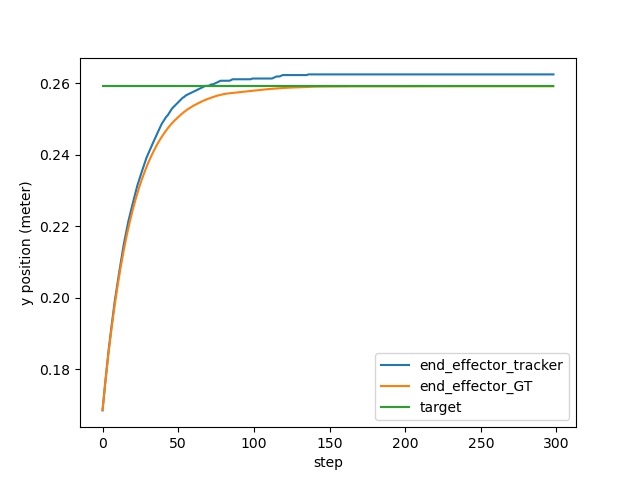 0.26
0.24
0.22
0.20
0.18
y position (meter)
0 50 100 150 200 250 300
step
end_effector_tracker
end_effector_GT
target